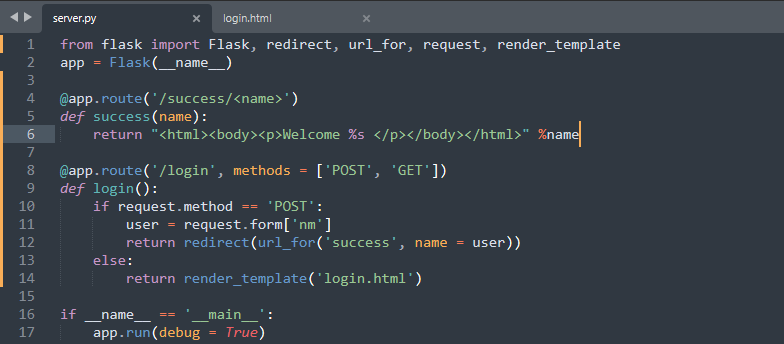 server.py × login.html ×
1 from flask import Flask, redirect, url_for, request, render_template
2 app = Flask(__name__)
3
4 @app.route('/success/<name>')
5 def success(name):
6     return "<html><body><p>Welcome %s </p></body></html>" %name
7
8 @app.route('/login', methods = ['POST', 'GET'])
9 def login():
10     if request.method == 'POST':
11         user = request.form['nm']
12         return redirect(url_for('success', name = user))
13     else:
14         return render_template('login.html')
15
16 if __name__ == '__main__':
17     app.run(debug = True)